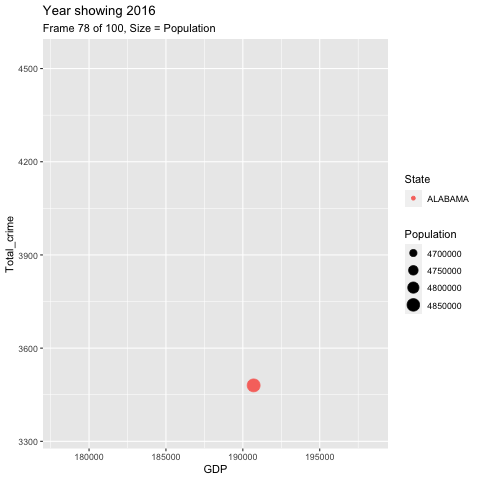 Year showing 2016
Frame 78 of 100, Size = Population
4500
4200
3900
3600
3300
Total_crime
180000 185000 190000 195000
GDP
State
ALABAMA
Population
4700000
4750000
4800000
4850000